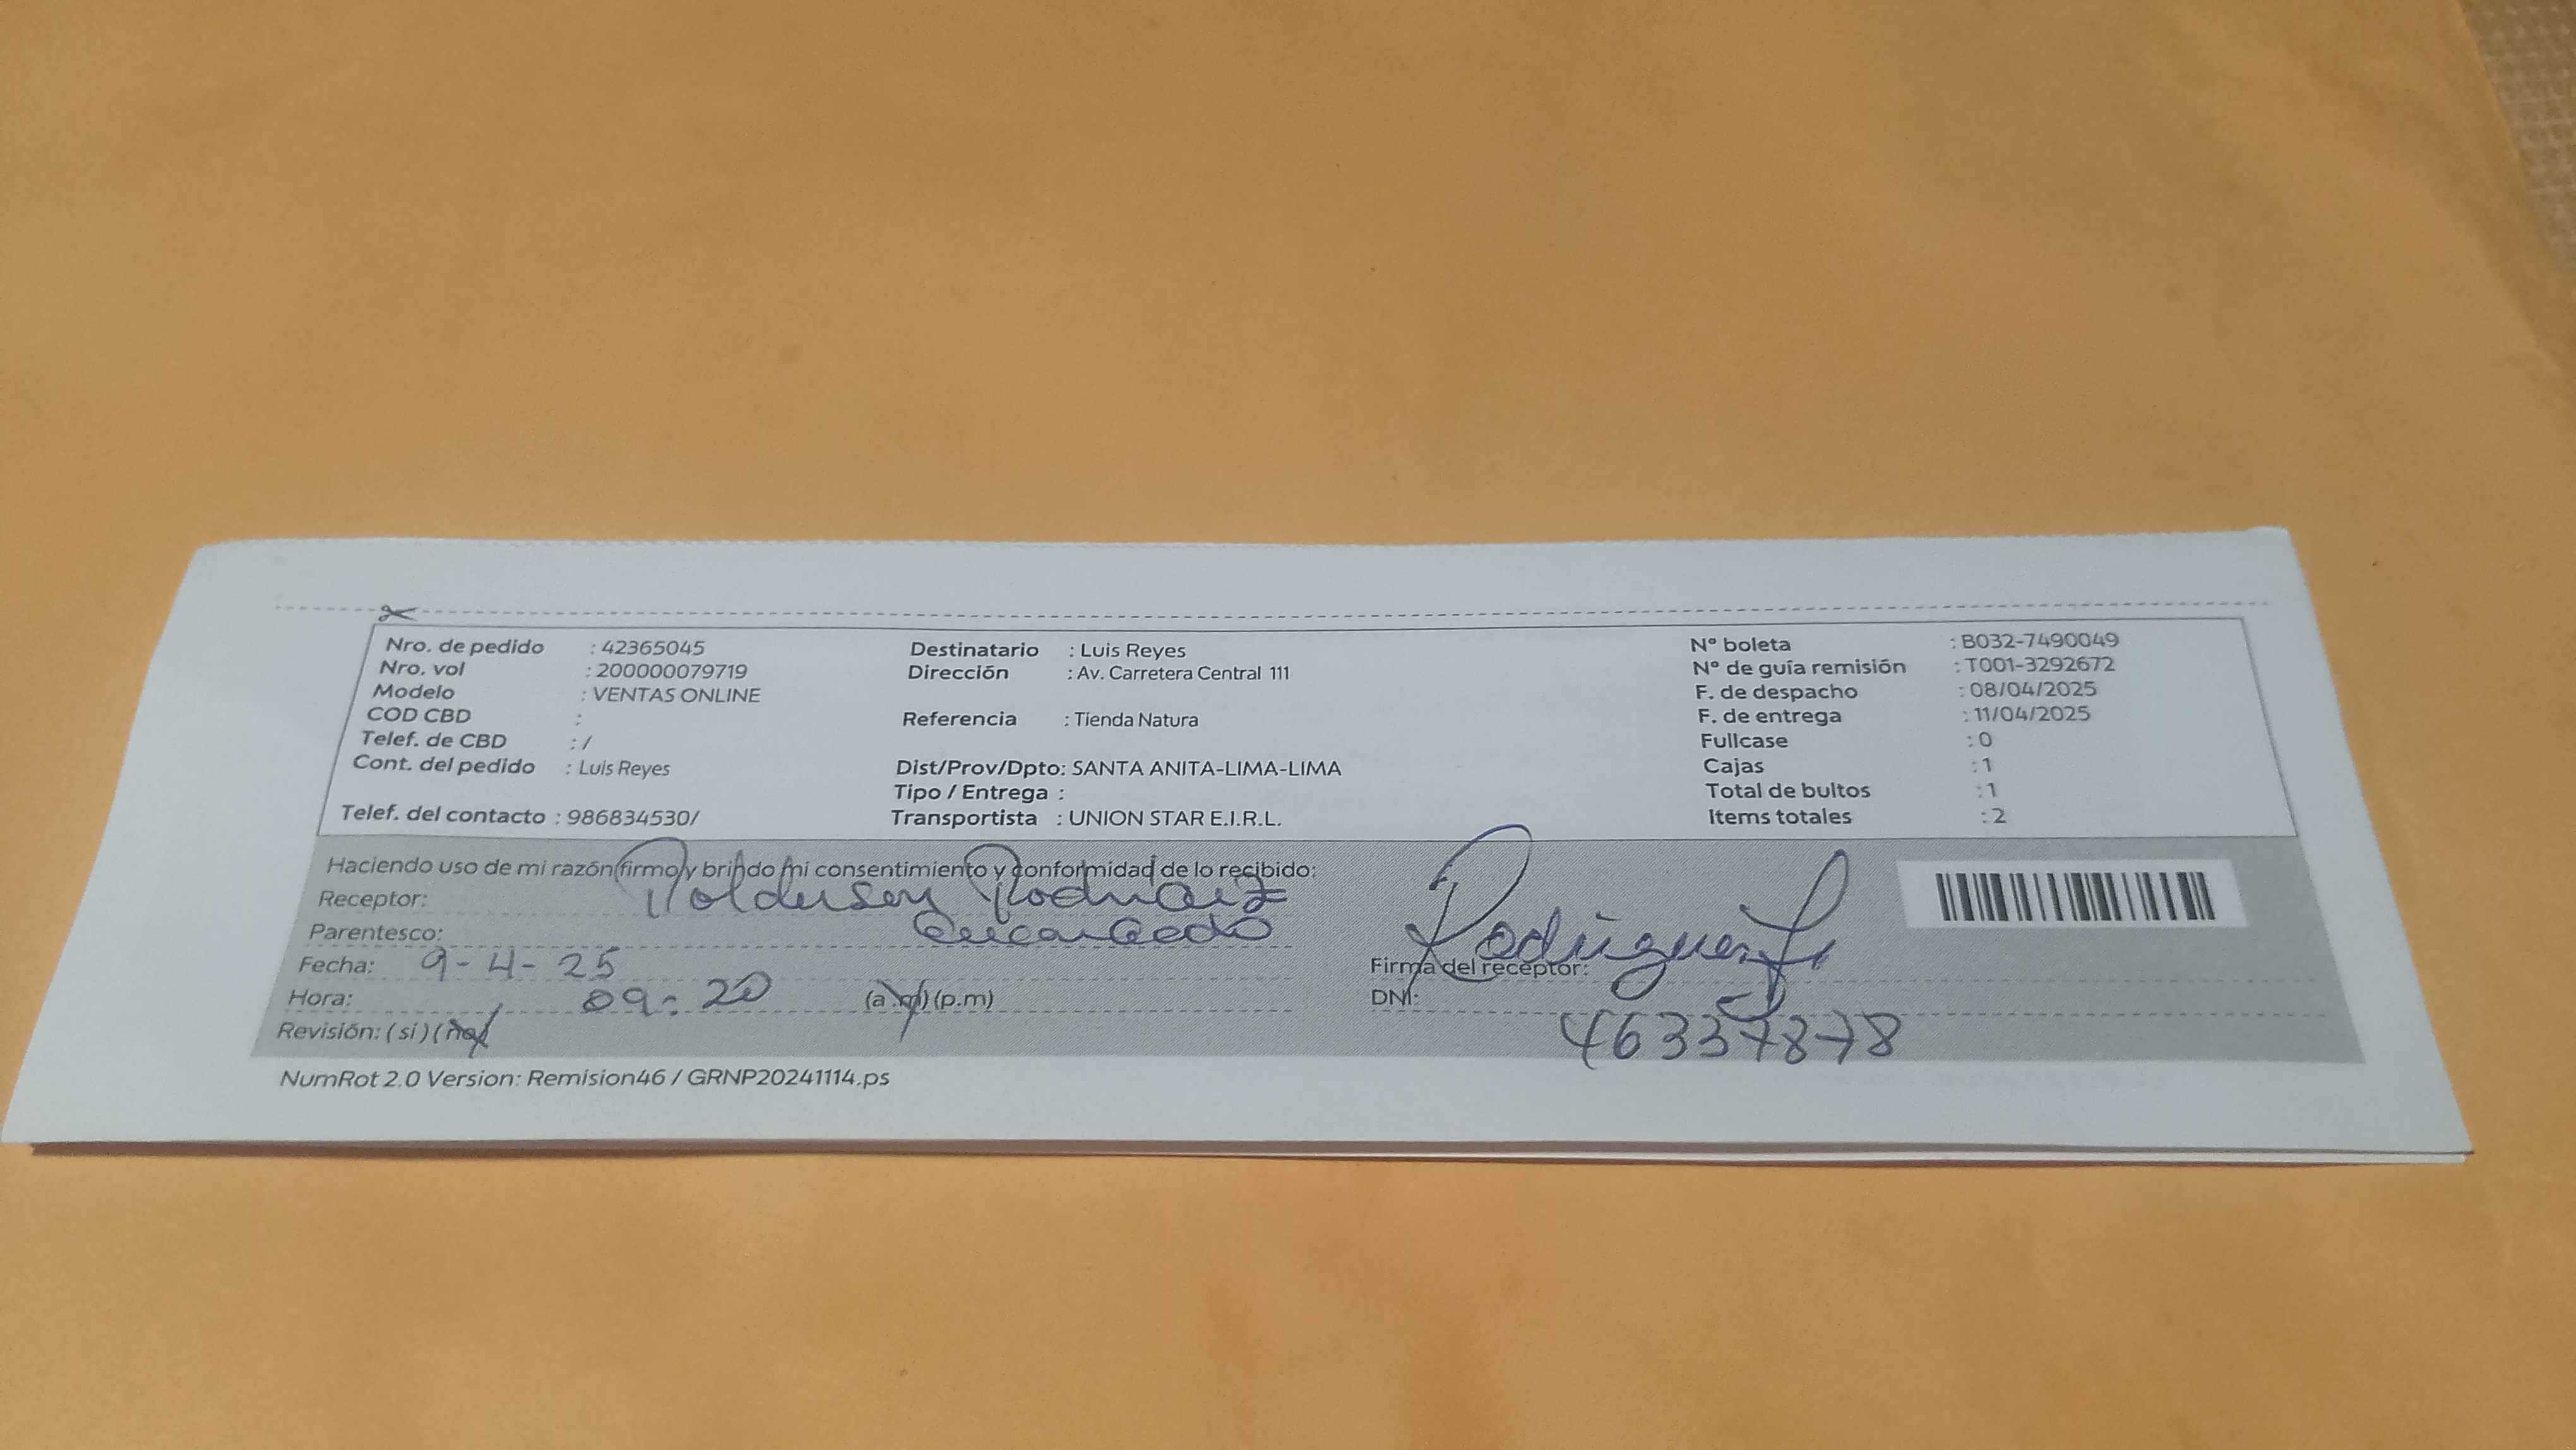 Nro. de pedido : 42365045
Nro. vol : 200000079719
Modelo : VENTAS ONLINE
COD CBD :
Telef. de CBD : /
Cont. del pedido : Luis Reyes
Telef. del contacto : 986834530/
Destinatario : Luis Reyes
Dirección : Av. Carretera Central 111
Referencia : Tienda Natura
Dist/Prov/Dpto: SANTA ANITA-LIMA-LIMA
Tipo / Entrega :
Transportista : UNION STAR E.I.R.L.
Nº boleta : B032-7490049
Nº de guía remisión : T001-3292672
F. de despacho : 08/04/2025
F. de entrega : 11/04/2025
Fullcase : 0
Cajas : 1
Total de bultos : 1
Items totales : 2
Haciendo uso de mi razón firmo y brindo mi consentimiento y conformidad de lo recibido:
Receptor:
Parentesco: encargado
Fecha: 9-4-25
Hora: 09:20 (a.m) (p.m)
Revisión: (si) (no)
Rodriguez
Firma del receptor:
DNI:
NumRot 2.0 Version: Remision46 / GRNP20241114.ps